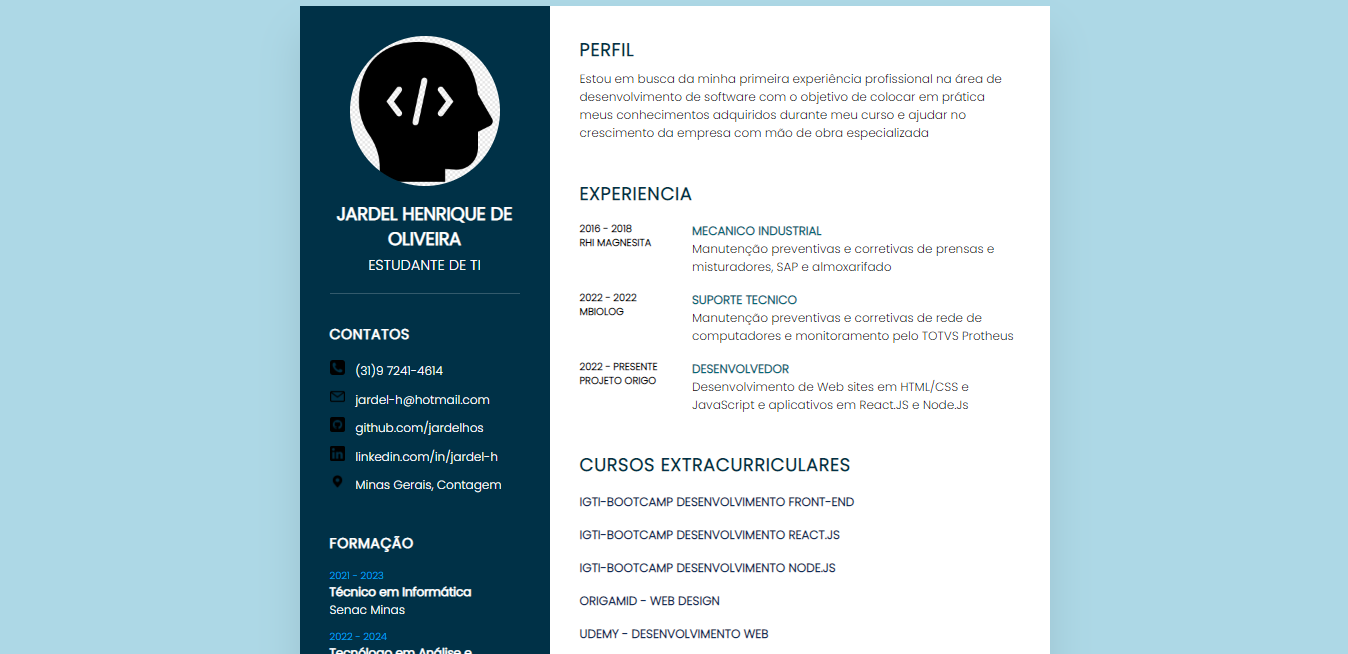 </>
JARDEL HENRIQUE DE
OLIVEIRA
ESTUDANTE DE TI
CONTATOS
(31)9 7241-4614
jardel-h@hotmail.com
github.com/jardelhos
linkedin.com/in/jardel-h
Minas Gerais, Contagem
FORMAÇÃO
2021 - 2023
Técnico em Informática
Senac Minas
2022 - 2024
Tecnólogo em Análise e
PERFIL
Estou em busca da minha primeira experiência profissional na área de
desenvolvimento de software com o objetivo de colocar em prática
meus conhecimentos adquiridos durante meu curso e ajudar no
crescimento da empresa com mão de obra especializada
EXPERIENCIA
2016 - 2018
RHI MAGNESITA
MECANICO INDUSTRIAL
Manutenção preventivas e corretivas de prensas e
misturadores, SAP e almoxarifado
2022 - 2022
MBIOLOG
SUPORTE TECNICO
Manutenção preventivas e corretivas de rede de
computadores e monitoramento pelo TOTVS Protheus
2022 - PRESENTE
PROJETO ORIGO
DESENVOLVEDOR
Desenvolvimento de Web sites em HTML/CSS e
JavaScript e aplicativos em React.JS e Node.Js
CURSOS EXTRACURRICULARES
IGTI-BOOTCAMP DESENVOLVIMENTO FRONT-END
IGTI-BOOTCAMP DESENVOLVIMENTO REACT.JS
IGTI-BOOTCAMP DESENVOLVIMENTO NODE.JS
ORIGAMID - WEB DESIGN
UDEMY - DESENVOLVIMENTO WEB